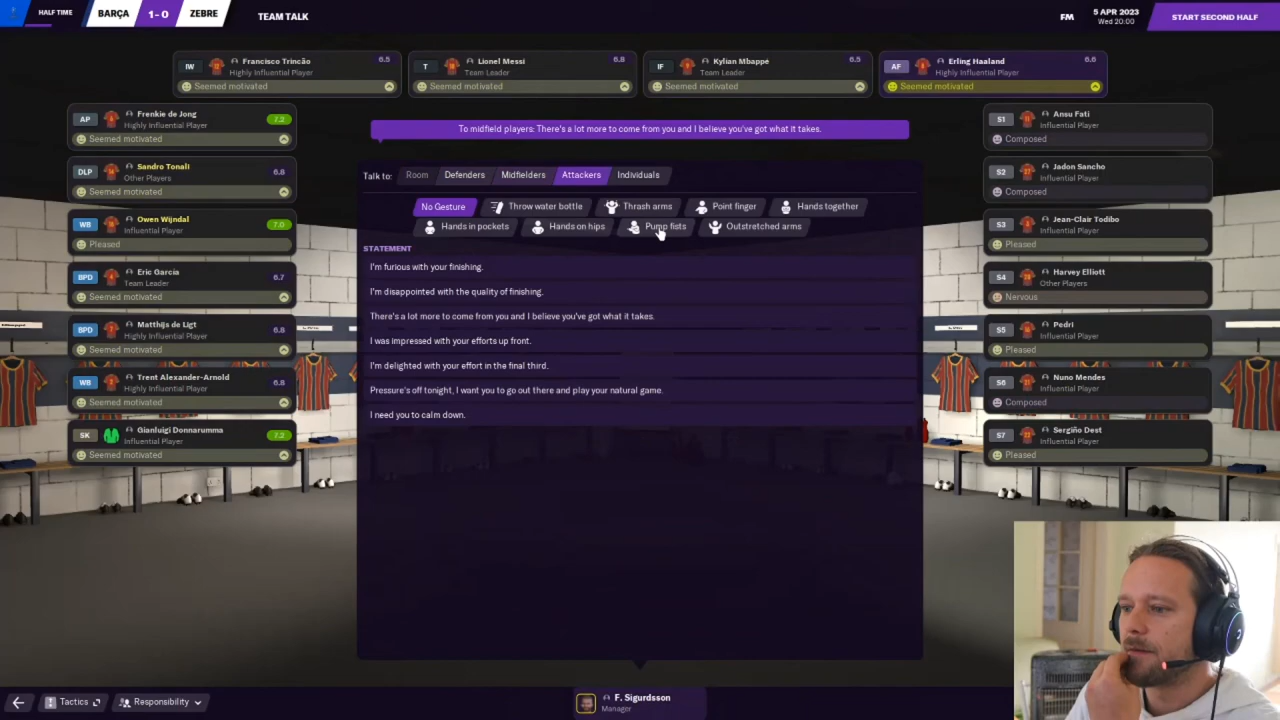 HALF TIME
BARÇA
1 - 0
ZEBRE
TEAM TALK
FM
5 APR 2023
Wed 20:00
START SECOND HALF
IW
Francisco Trincão
6.5
Highly Influential Player
Seemed motivated
T
Lionel Messi
6.8
Team Leader
Seemed motivated
IF
Kylian Mbappé
6.5
Team Leader
Seemed motivated
AF
Erling Haaland
6.6
Highly Influential Player
Seemed motivated
AP
Frenkie de Jong
7.2
Highly Influential Player
Seemed motivated
DLP
Sandro Tonali
6.8
Other Players
Seemed motivated
WB
Owen Wijndal
7.0
Influential Player
Pleased
BPD
Eric García
6.7
Team Leader
Seemed motivated
BPD
Matthijs de Ligt
6.8
Highly Influential Player
Seemed motivated
WB
Trent Alexander-Arnold
6.8
Highly Influential Player
Seemed motivated
SK
Gianluigi Donnarumma
7.2
Influential Player
Seemed motivated
To midfield players: There's a lot more to come from you and I believe you've got what it takes.
Talk to: Room Defenders Midfielders Attackers Individuals
No Gesture Throw water bottle Thrash arms Point finger Hands together
Hands in pockets Hands on hips Pump fists Outstretched arms
STATEMENT
I'm furious with your finishing.
I'm disappointed with the quality of finishing.
There's a lot more to come from you and I believe you've got what it takes.
I was impressed with your efforts up front.
I'm delighted with your effort in the final third.
Pressure's off tonight, I want you to go out there and play your natural game.
I need you to calm down.
S1
Ansu Fati
Influential Player
Composed
S2
Jadon Sancho
Influential Player
Composed
S3
Jean-Clair Todibo
Influential Player
Pleased
S4
Harvey Elliott
Other Players
Nervous
S5
Pedri
Influential Player
Pleased
S6
Nuno Mendes
Influential Player
Composed
S7
Sergiño Dest
Influential Player
Pleased
Tactics
Responsibility
F. Sigurdsson
Manager